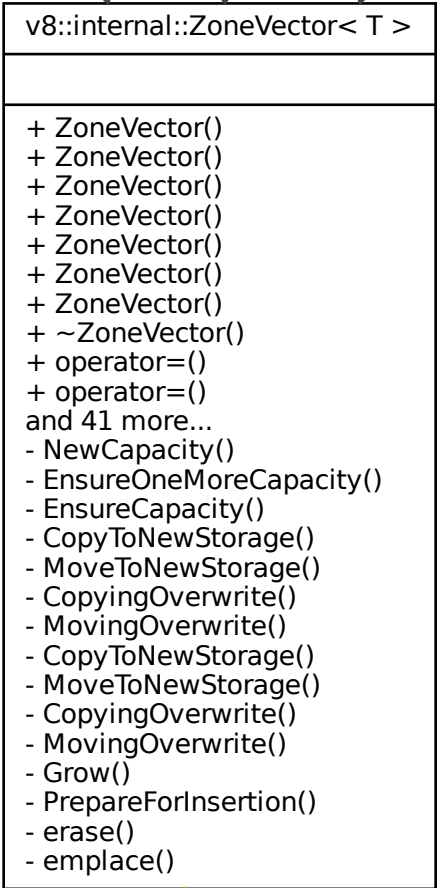 v8::internal::ZoneVector< T >
+ ZoneVector()
+ ZoneVector()
+ ZoneVector()
+ ZoneVector()
+ ZoneVector()
+ ZoneVector()
+ ZoneVector()
+ ~ZoneVector()
+ operator=()
+ operator=()
and 41 more...
- NewCapacity()
- EnsureOneMoreCapacity()
- EnsureCapacity()
- CopyToNewStorage()
- MoveToNewStorage()
- CopyingOverwrite()
- MovingOverwrite()
- CopyToNewStorage()
- MoveToNewStorage()
- CopyingOverwrite()
- MovingOverwrite()
- Grow()
- PrepareForInsertion()
- erase()
- emplace()